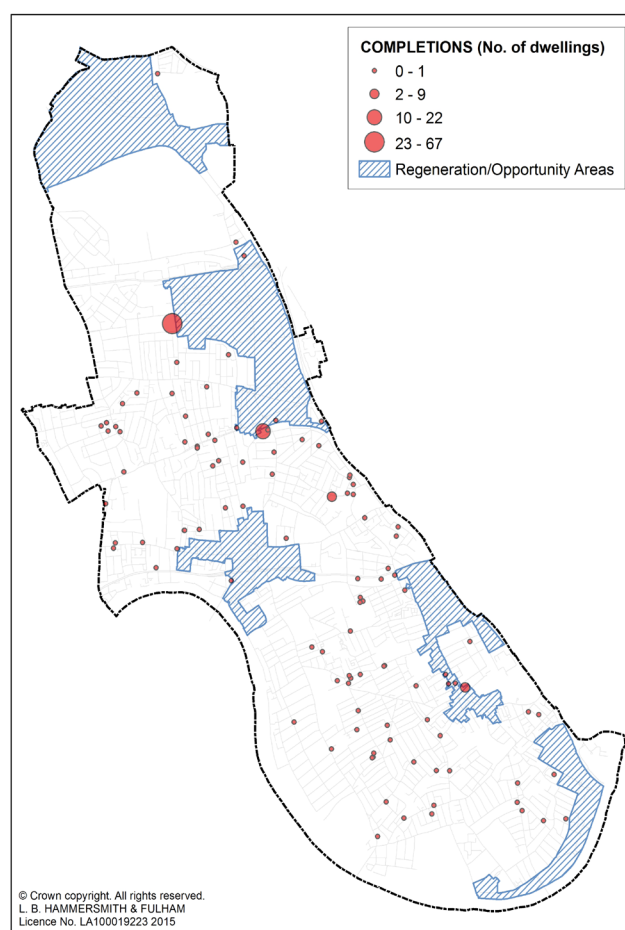 COMPLETIONS (No. of dwellings)
0 - 1
2 - 9
10 - 22
23 - 67
Regeneration/Opportunity Areas
© Crown copyright. All rights reserved.
L. B. HAMMERSMITH & FULHAM
Licence No. LA100019223 2015